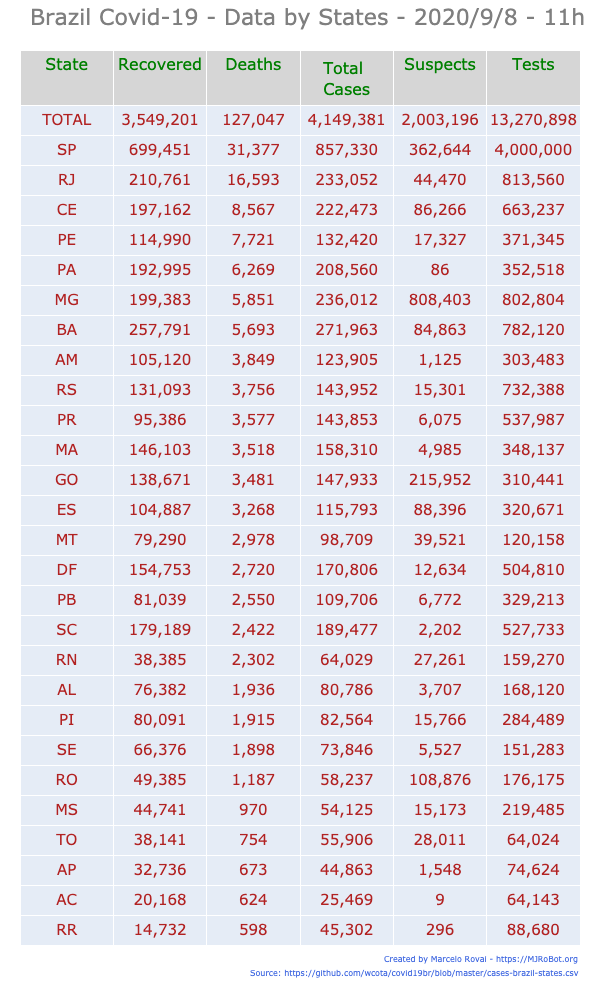 Brazil Covid-19 - Data by States - 2020/9/8 - 11h
State Recovered Deaths Total Cases Suspects Tests
TOTAL 3,549,201 127,047 4,149,381 2,003,196 13,270,898
SP 699,451 31,377 857,330 362,644 4,000,000
RJ 210,761 16,593 233,052 44,470 813,560
CE 197,162 8,567 222,473 86,266 663,237
PE 114,990 7,721 132,420 17,327 371,345
PA 192,995 6,269 208,560 86 352,518
MG 199,383 5,851 236,012 808,403 802,804
BA 257,791 5,693 271,963 84,863 782,120
AM 105,120 3,849 123,905 1,125 303,483
RS 131,093 3,756 143,952 15,301 732,388
PR 95,386 3,577 143,853 6,075 537,987
MA 146,103 3,518 158,310 4,985 348,137
GO 138,671 3,481 147,933 215,952 310,441
ES 104,887 3,268 115,793 88,396 320,671
MT 79,290 2,978 98,709 39,521 120,158
DF 154,753 2,720 170,806 12,634 504,810
PB 81,039 2,550 109,706 6,772 329,213
SC 179,189 2,422 189,477 2,202 527,733
RN 38,385 2,302 64,029 27,261 159,270
AL 76,382 1,936 80,786 3,707 168,120
PI 80,091 1,915 82,564 15,766 284,489
SE 66,376 1,898 73,846 5,527 151,283
RO 49,385 1,187 58,237 108,876 176,175
MS 44,741 970 54,125 15,173 219,485
TO 38,141 754 55,906 28,011 64,024
AP 32,736 673 44,863 1,548 74,624
AC 20,168 624 25,469 9 64,143
RR 14,732 598 45,302 296 88,680
Created by Marcelo Rovai - https://MJRoBot.org
Source: https://github.com/wcota/covid19br/blob/master/cases-brazil-states.csv